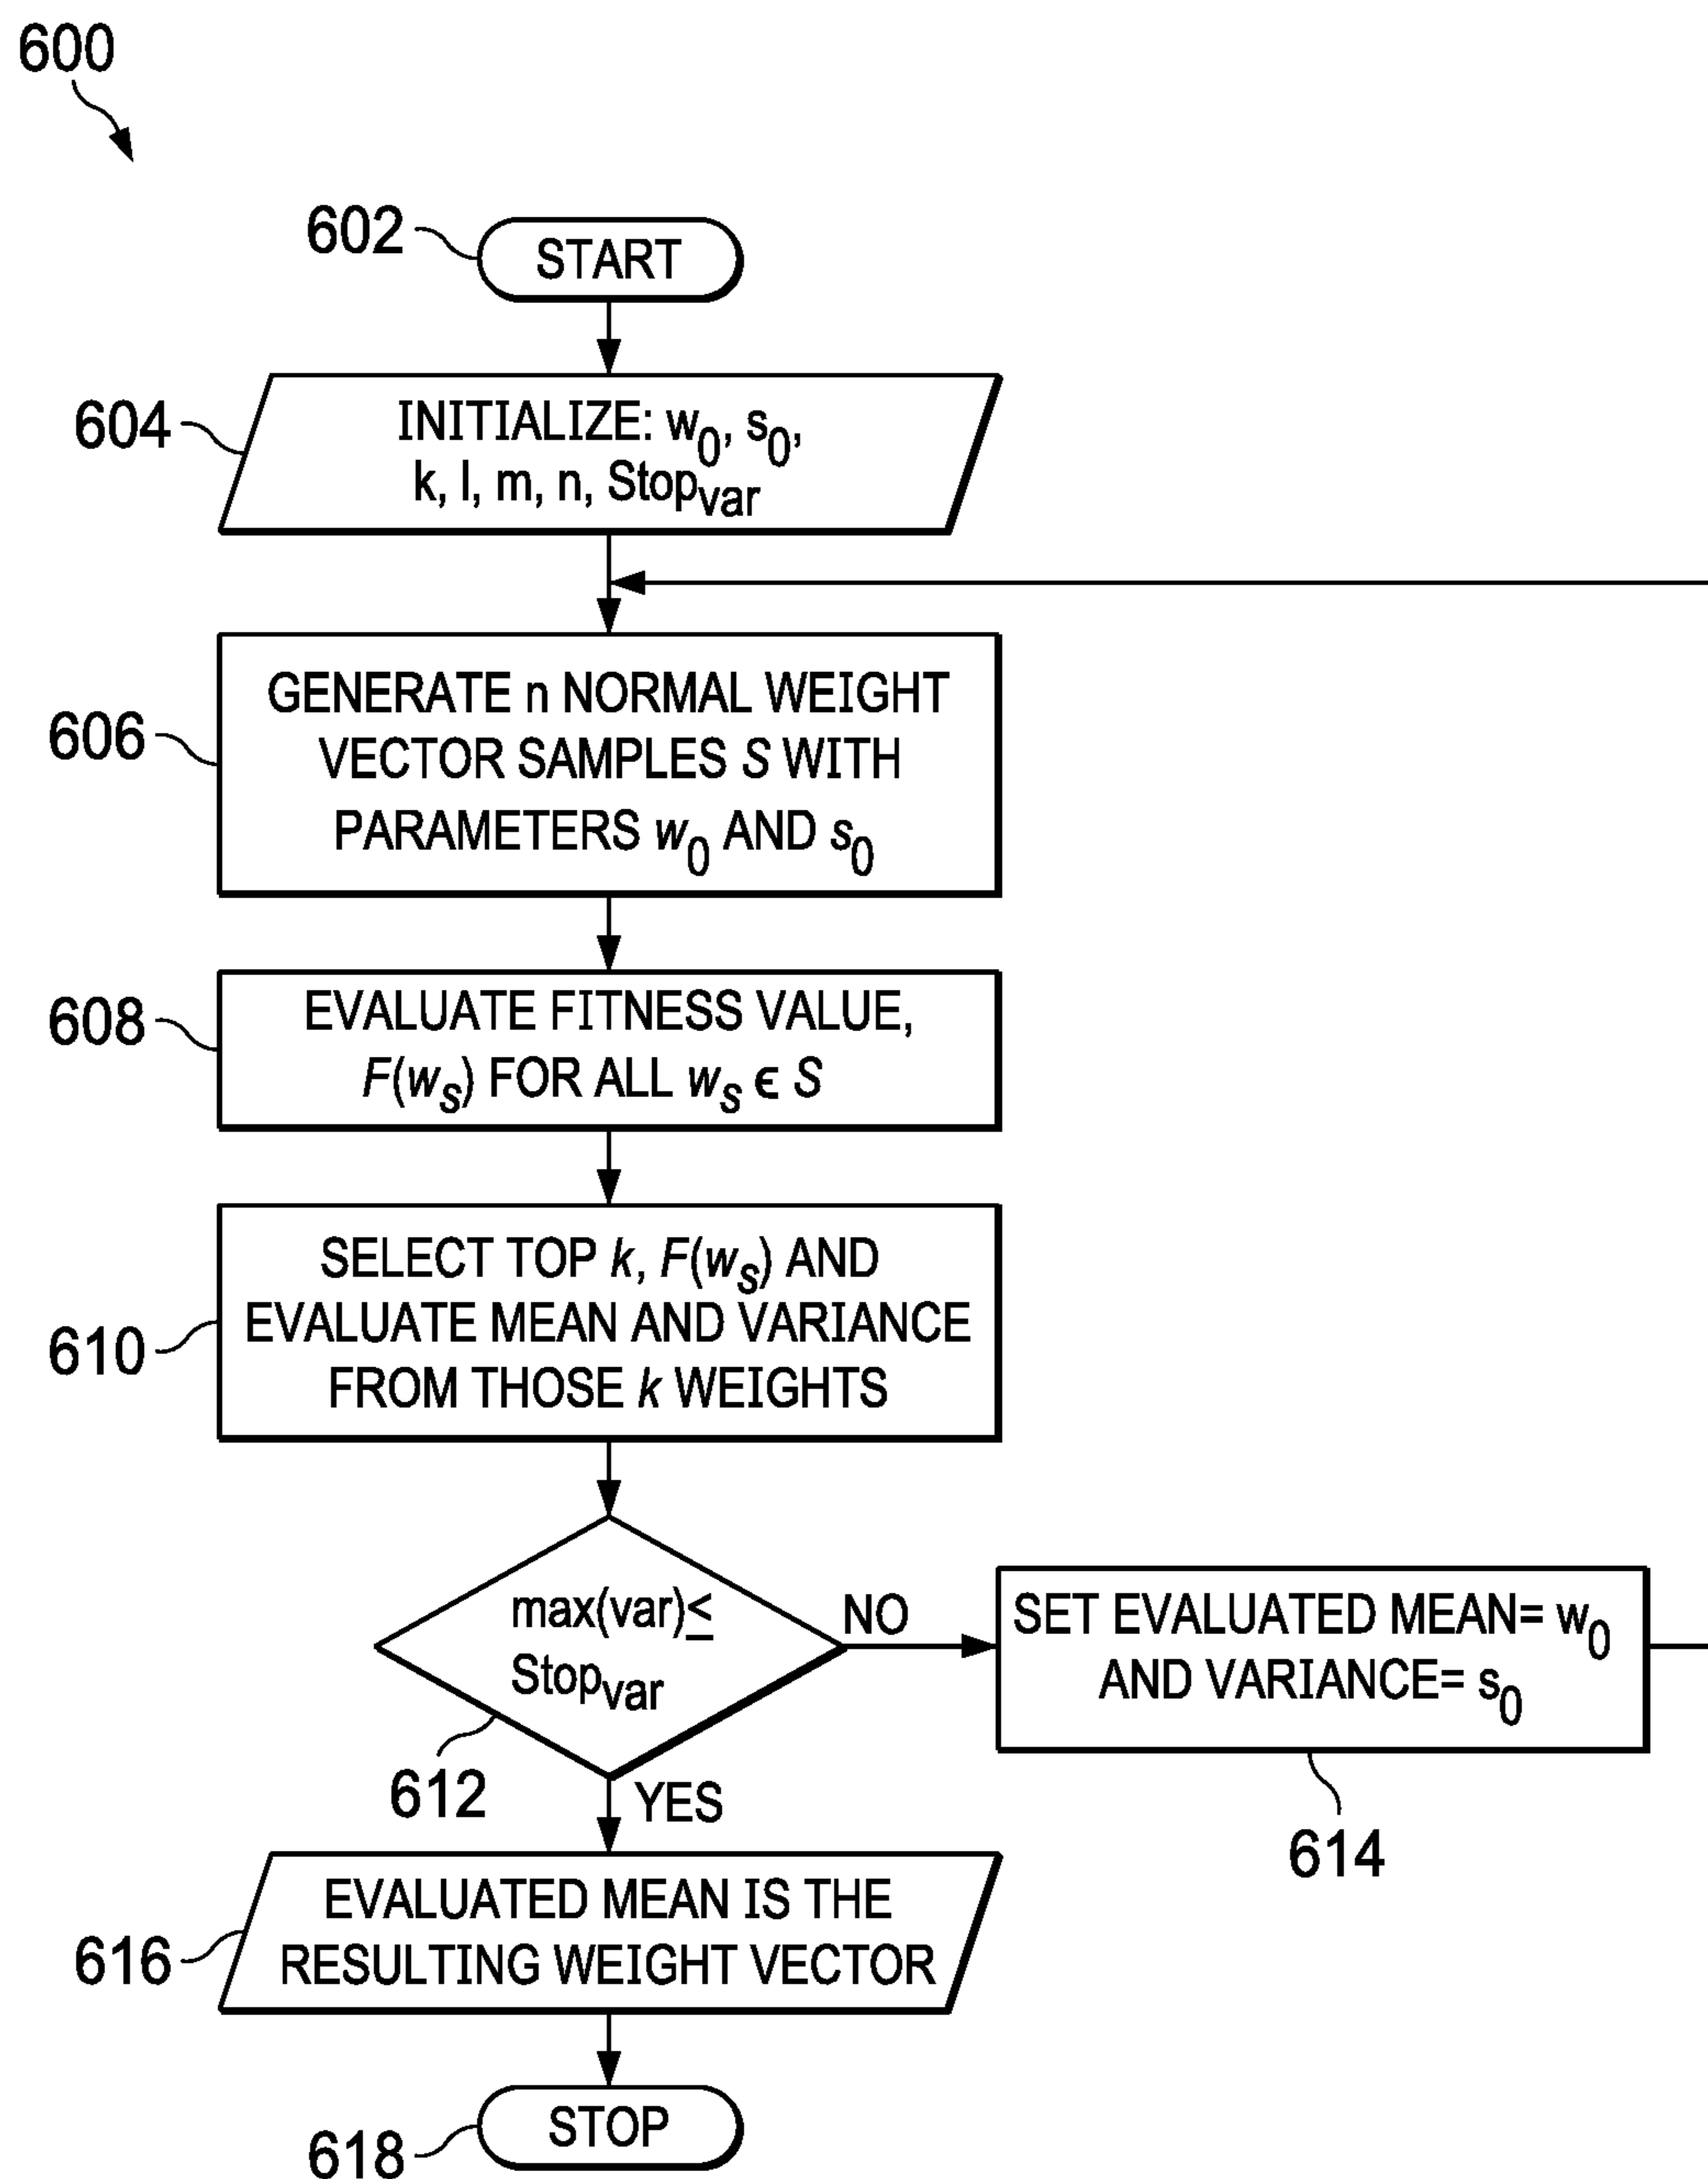 600
602
START
604
INITIALIZE: w₀, s₀,
k, l, m, n, Stopvar
606
GENERATE n NORMAL WEIGHT
VECTOR SAMPLES S WITH
PARAMETERS w₀ AND s₀
608
EVALUATE FITNESS VALUE,
F(wₛ) FOR ALL wₛ ϵ S
610
SELECT TOP k, F(wₛ) AND
EVALUATE MEAN AND VARIANCE
FROM THOSE k WEIGHTS
max(var)≤
Stopvar
612
NO
SET EVALUATED MEAN= w₀
AND VARIANCE= s₀
614
YES
616
EVALUATED MEAN IS THE
RESULTING WEIGHT VECTOR
618
STOP